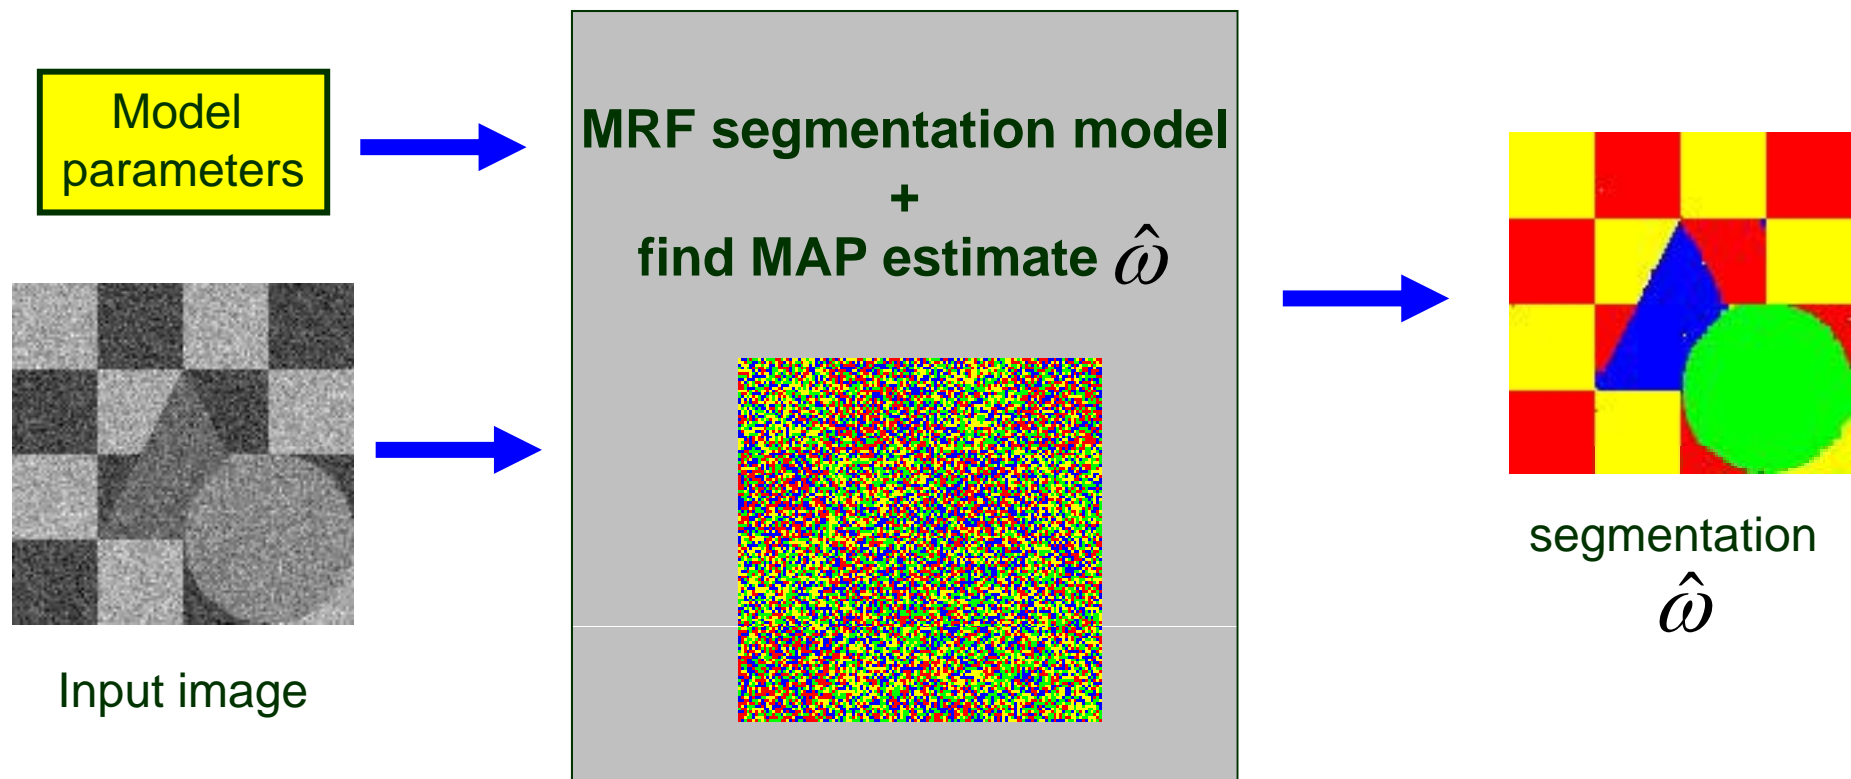 Model
parameters
MRF segmentation model
+
find MAP estimate ω̂
Input image
segmentation
ω̂